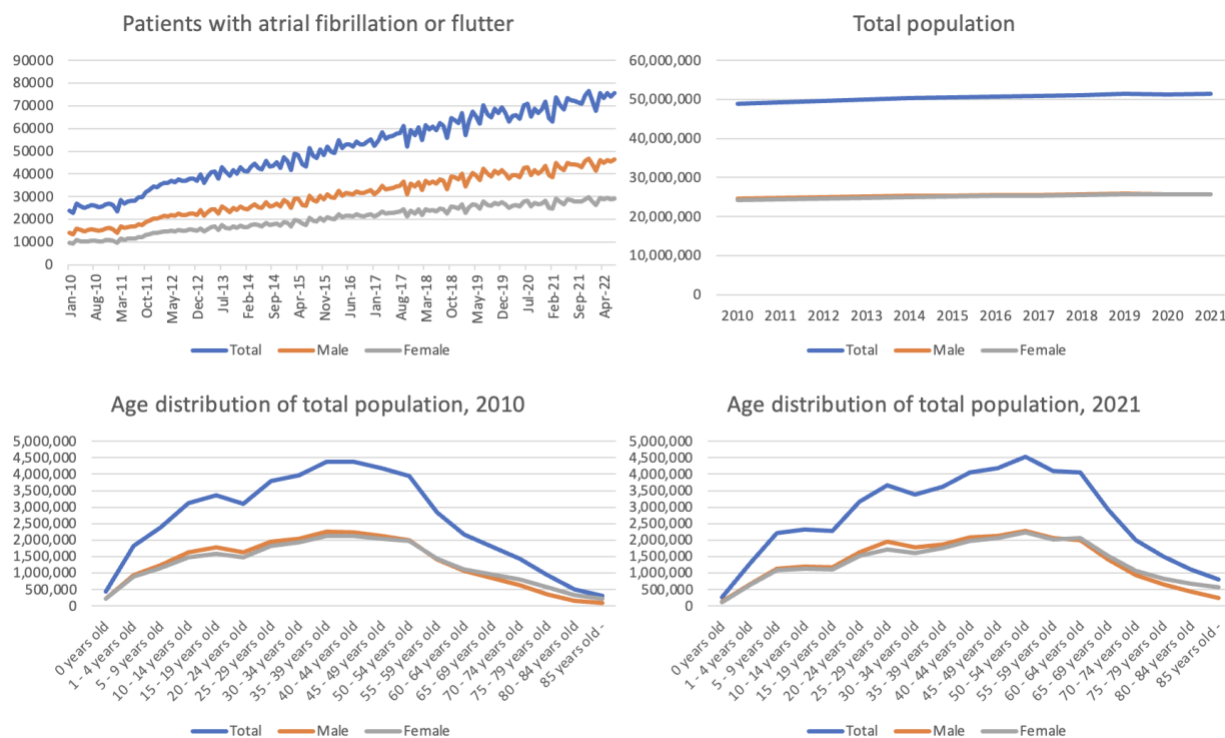 Patients with atrial fibrillation or flutter
90000
80000
70000
60000
50000
40000
30000
20000
10000
0
Jan-10
Aug-10
Mar-11
Oct-11
May-12
Dec-12
Jul-13
Feb-14
Sep-14
Apr-15
Nov-15
Jun-16
Jan-17
Aug-17
Mar-18
Oct-18
May-19
Dec-19
Jul-20
Feb-21
Sep-21
Apr-22
Total Male Female
Total population
60,000,000
50,000,000
40,000,000
30,000,000
20,000,000
10,000,000
0
2010 2011 2012 2013 2014 2015 2016 2017 2018 2019 2020 2021
Total Male Female
Age distribution of total population, 2010
5,000,000
4,500,000
4,000,000
3,500,000
3,000,000
2,500,000
2,000,000
1,500,000
1,000,000
500,000
0
0 years old
1 - 4 years old
5 - 9 years old
10 - 14 years old
15 - 19 years old
20 - 24 years old
25 - 29 years old
30 - 34 years old
35 - 39 years old
40 - 44 years old
45 - 49 years old
50 - 54 years old
55 - 59 years old
60 - 64 years old
65 - 69 years old
70 - 74 years old
75 - 79 years old
80 - 84 years old
85 years old -
Total Male Female
Age distribution of total population, 2021
5,000,000
4,500,000
4,000,000
3,500,000
3,000,000
2,500,000
2,000,000
1,500,000
1,000,000
500,000
0
0 years old
1 - 4 years old
5 - 9 years old
10 - 14 years old
15 - 19 years old
20 - 24 years old
25 - 29 years old
30 - 34 years old
35 - 39 years old
40 - 44 years old
45 - 49 years old
50 - 54 years old
55 - 59 years old
60 - 64 years old
65 - 69 years old
70 - 74 years old
75 - 79 years old
80 - 84 years old
85 years old -
Total Male Female